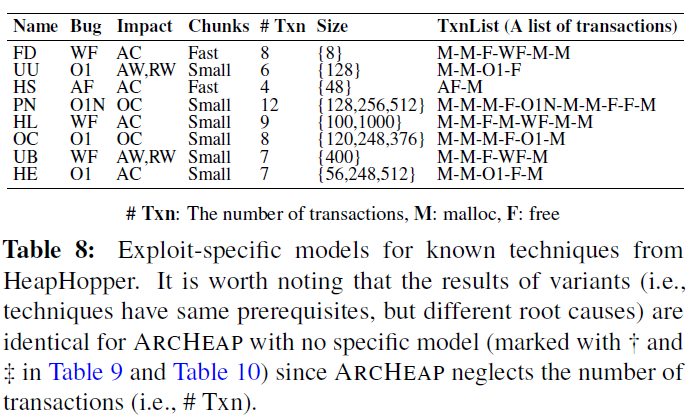 Name Bug Impact Chunks # Txn Size TxnList (A list of transactions)
FD WF AC Fast 8 {8} M-M-F-WF-M-M
UU O1 AW,RW Small 6 {128} M-M-O1-F
HS AF AC Fast 4 {48} AF-M
PN O1N OC Small 12 {128,256,512} M-M-M-F-O1N-M-M-F-F-M
HL WF AC Small 9 {100,1000} M-M-F-M-WF-M-M
OC O1 OC Small 8 {120,248,376} M-M-M-F-O1-M
UB WF AW,RW Small 7 {400} M-M-F-WF-M
HE O1 AC Small 7 {56,248,512} M-M-O1-F-M
# Txn: The number of transactions, M: malloc, F: free
Table 8: Exploit-specific models for known techniques from
HeapHopper. It is worth noting that the results of variants (i.e.,
techniques have same prerequisites, but different root causes) are
identical for ARCHEAP with no specific model (marked with † and
‡ in Table 9 and Table 10) since ARCHEAP neglects the number of
transactions (i.e., # Txn).